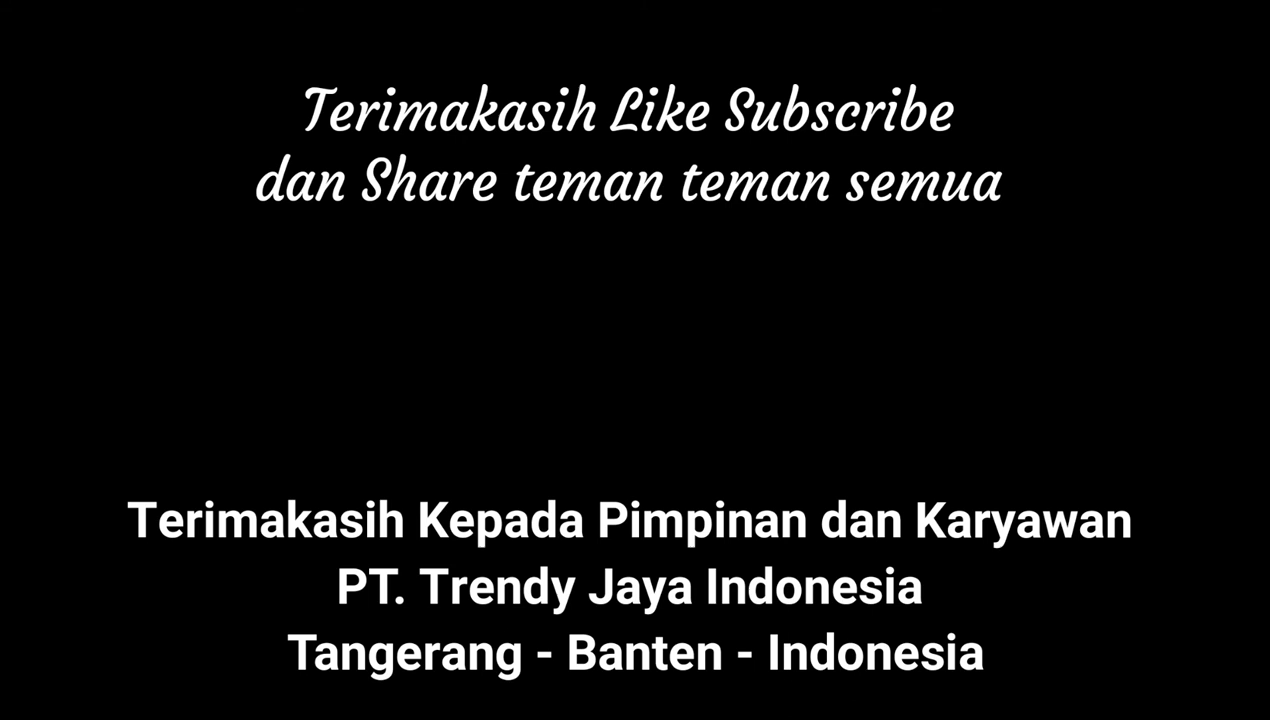 Terimakasih Like Subscribe
dan Share teman teman semua
Terimakasih Kepada Pimpinan dan Karyawan
PT. Trendy Jaya Indonesia
Tangerang - Banten - Indonesia